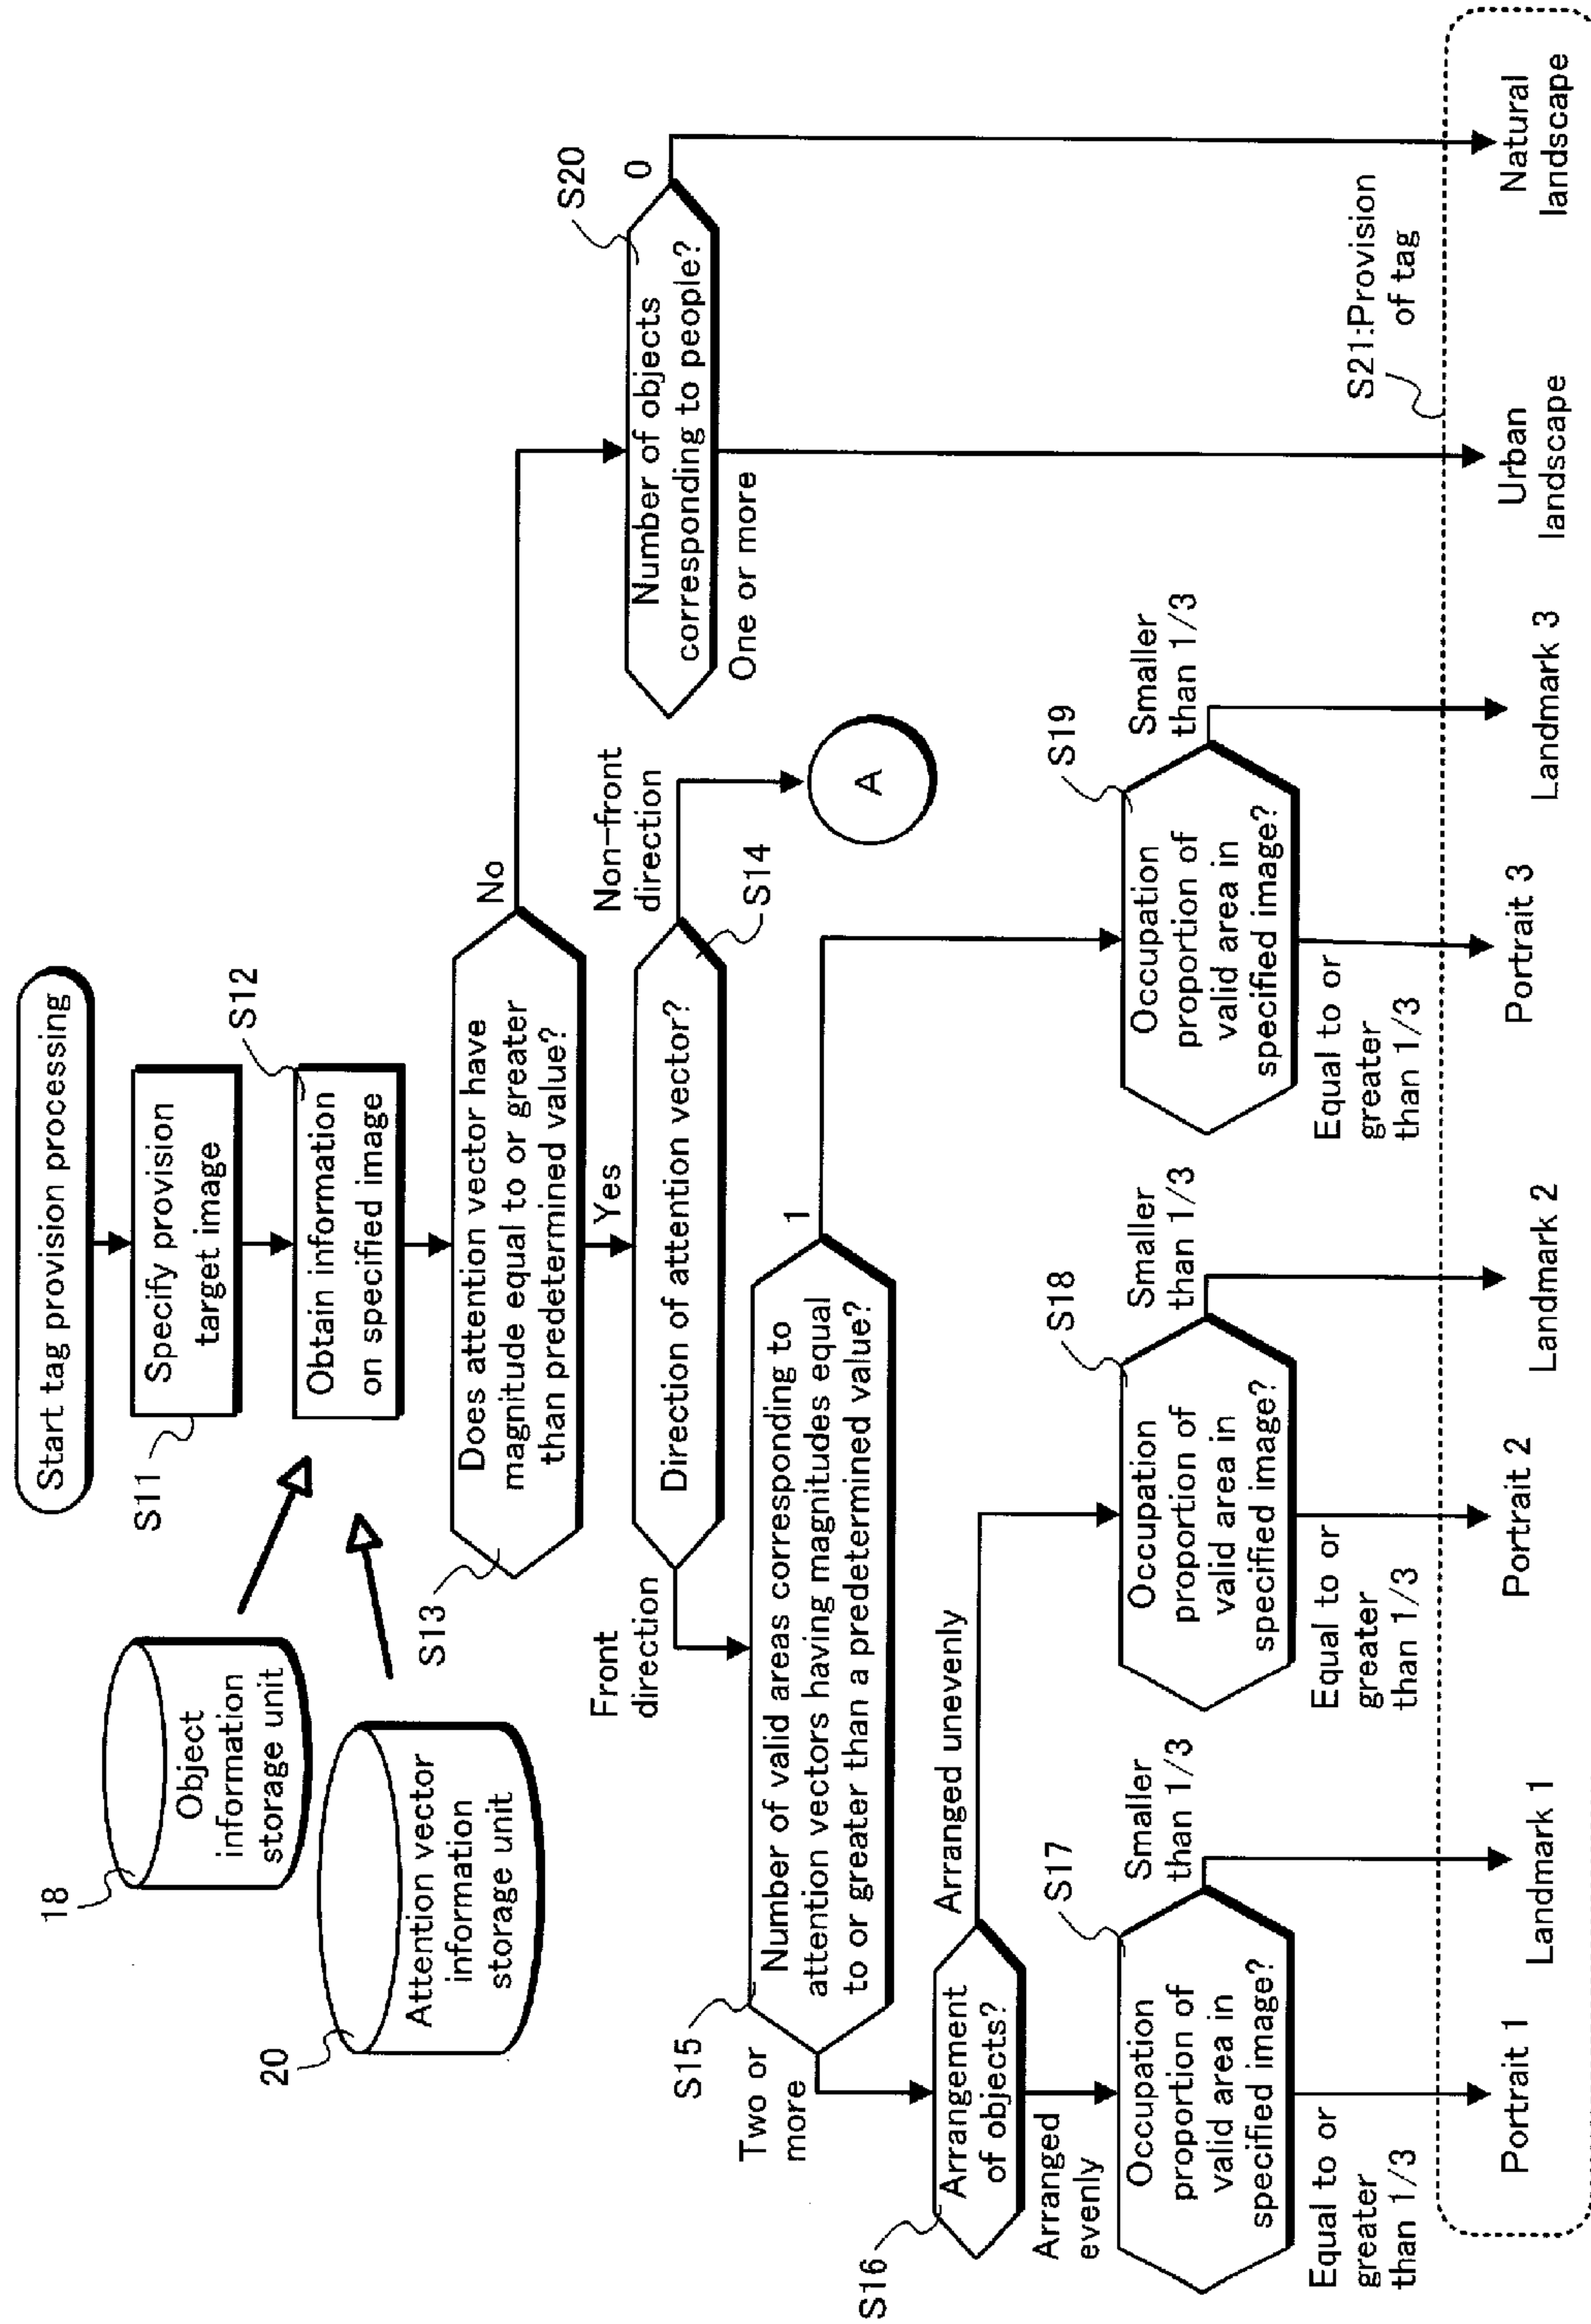 Start tag provision processing
S11
Specify provision
target image
S12
Obtain information
on specified image
18
Object
information
storage unit
20
Attention vector
information
storage unit
S13
Does attention vector have
magnitude equal to or greater
than predetermined value?
No
Yes
S14
Direction of attention vector?
Front
direction
Non-front
direction
A
S15
Number of valid areas corresponding to
attention vectors having magnitudes equal
to or greater than a predetermined value?
Two or
more
1
S16
Arrangement
of objects?
Arranged unevenly
Arranged
evenly
S17
Occupation
proportion of
valid area in
specified image?
Smaller
than 1/3
Equal to or
greater
than 1/3
S18
Occupation
proportion of
valid area in
specified image?
Smaller
than 1/3
Equal to or
greater
than 1/3
S19
Occupation
proportion of
valid area in
specified image?
Smaller
than 1/3
Equal to or
greater
than 1/3
S20
Number of objects
corresponding to people?
0
One or more
S21:Provision
of tag
Portrait 1
Landmark 1
Portrait 2
Landmark 2
Portrait 3
Landmark 3
Urban
landscape
Natural
landscape